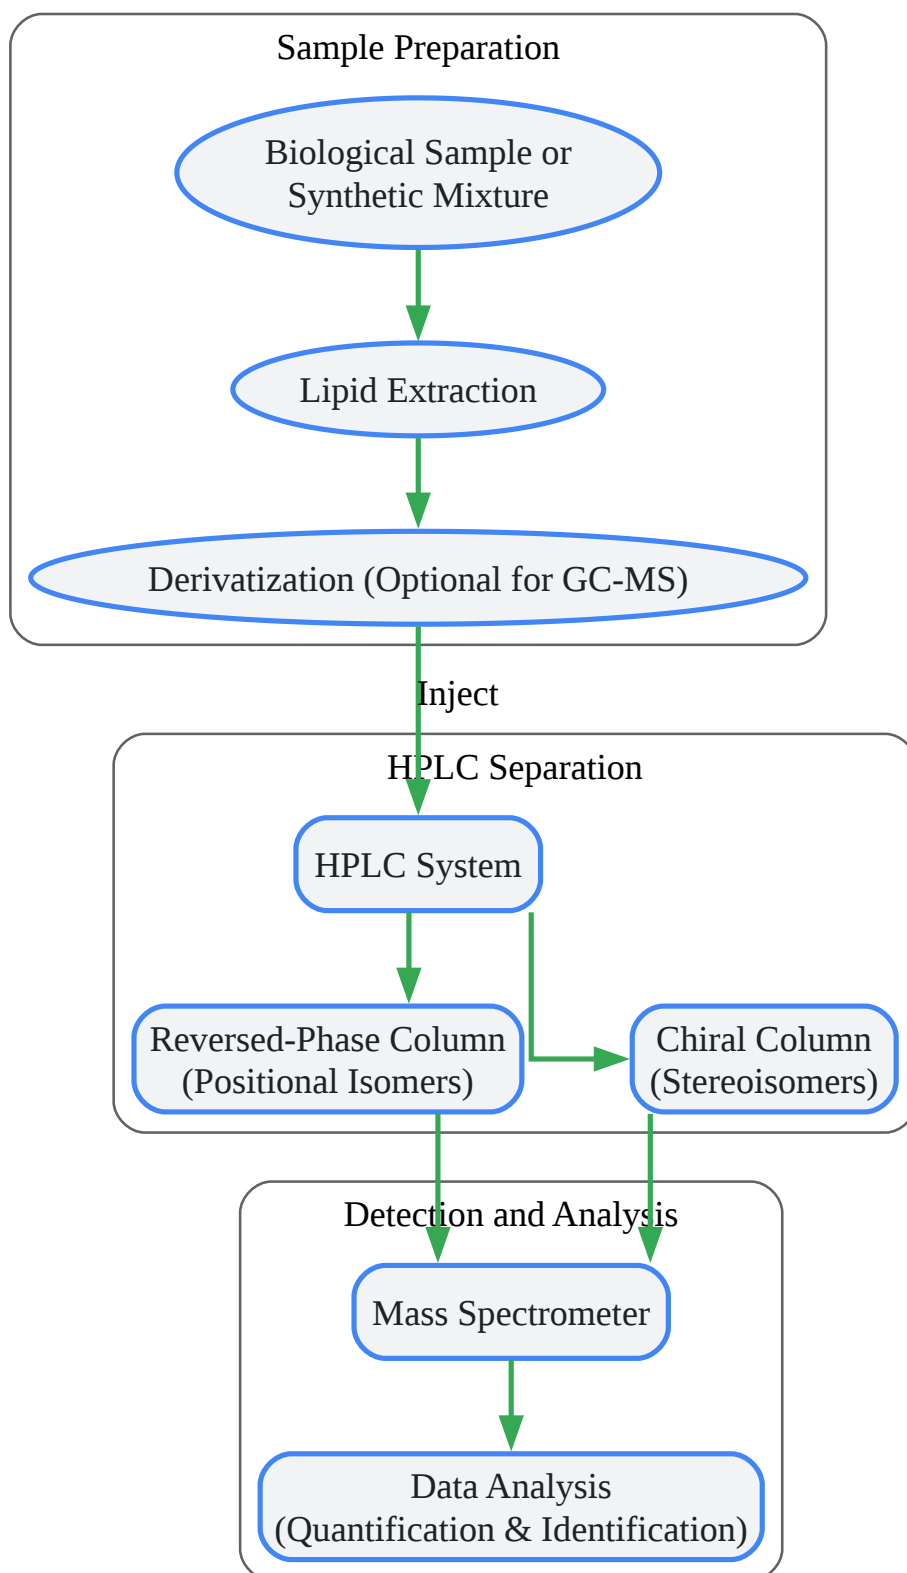 Sample Preparation
Biological Sample or
Synthetic Mixture
Lipid Extraction
Derivatization (Optional for GC-MS)
Inject
HPLC Separation
HPLC System
Reversed-Phase Column
(Positional Isomers)
Chiral Column
(Stereoisomers)
Detection and Analysis
Mass Spectrometer
Data Analysis
(Quantification & Identification)